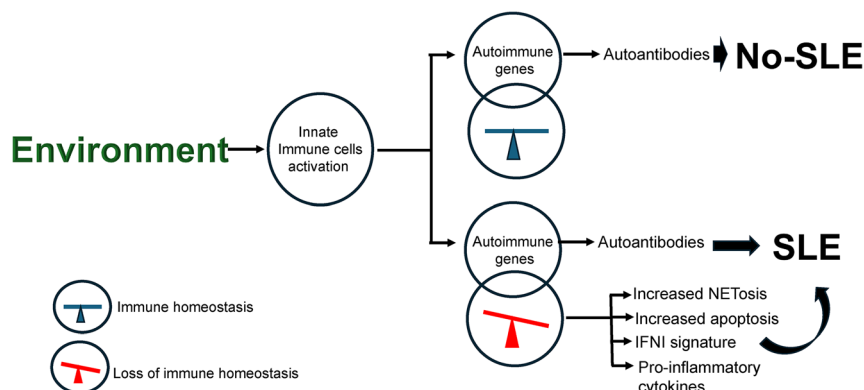 Autoimmune
genes
Autoantibodies
No-SLE
Innate
Immune cells
activation
Environment
Autoimmune
genes
Autoantibodies
SLE
Increased NETosis
Increased apoptosis
IFNI signature
Pro-inflammatory
cytokines
Immune homeostasis
Loss of immune homeostasis